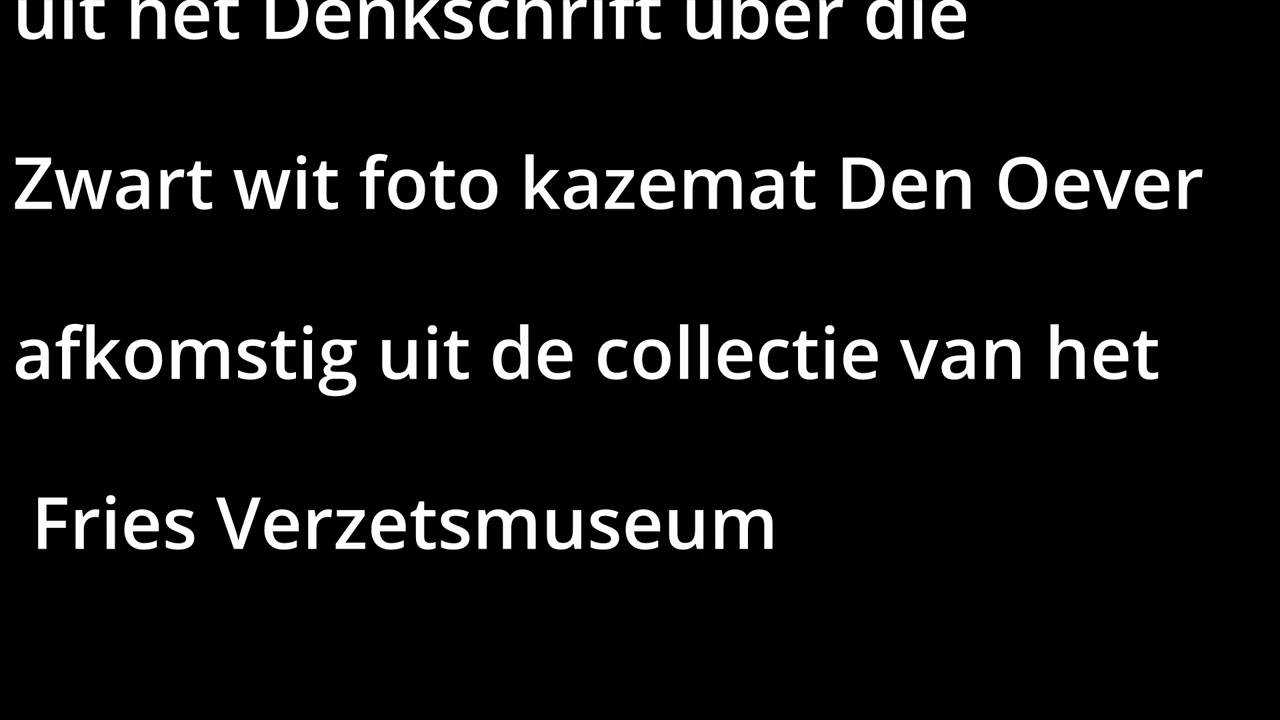 uit het Denkschrift über die
Zwart wit foto kazemat Den Oever
afkomstig uit de collectie van het
Fries Verzetsmuseum